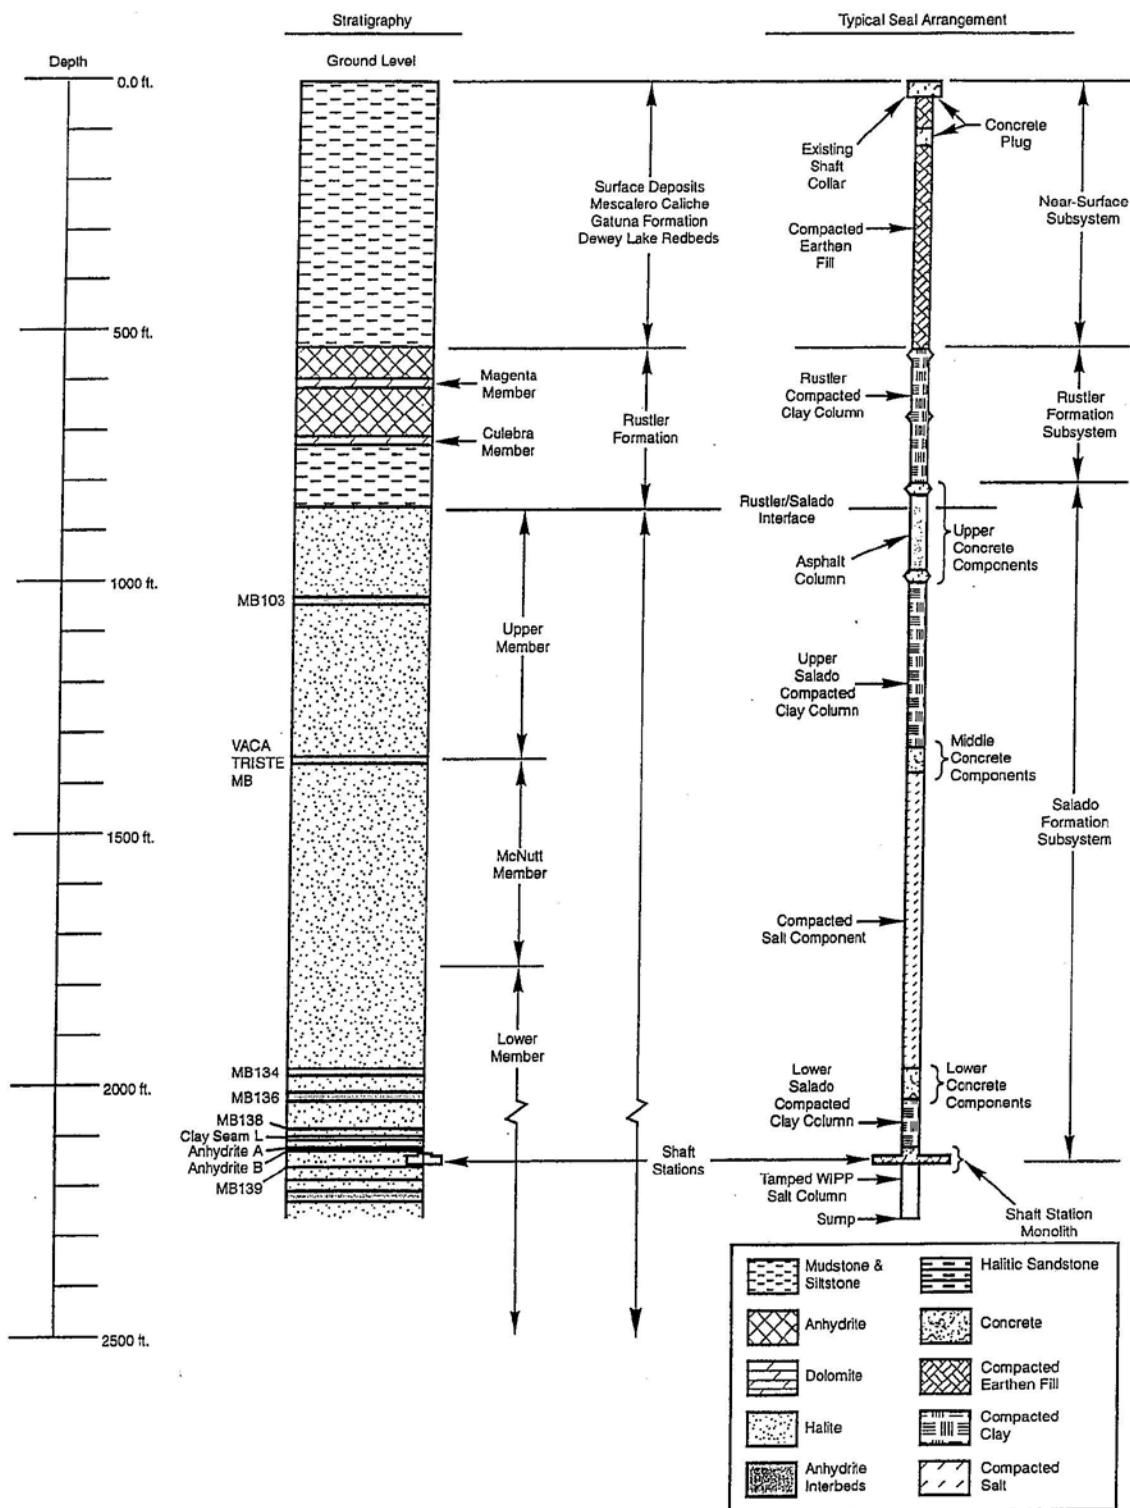 Stratigraphy
Typical Seal Arrangement
Depth
Ground Level
0.0 ft.
500 ft.
1000 ft.
1500 ft.
2000 ft.
2500 ft.
Surface Deposits
Mescalero Caliche
Gatuna Formation
Dewey Lake Redbeds
Magenta
Member
Culebra
Member
Rustler
Formation
MB103
Upper
Member
VACA
TRISTE
MB
McNutt
Member
Lower
Member
MB134
MB136
MB138
Clay Seam L
Anhydrite A
Anhydrite B
MB139
Shaft
Stations
Existing
Shaft
Collar
Concrete
Plug
Compacted
Earthen
Fill
Near-Surface
Subsystem
Rustler
Compacted
Clay Column
Rustler
Formation
Subsystem
Rustler/Salado
Interface
Asphalt
Column
Upper
Concrete
Components
Upper
Salado
Compacted
Clay Column
Middle
Concrete
Components
Salado
Formation
Subsystem
Compacted
Salt Component
Lower
Salado
Compacted
Clay Column
Lower
Concrete
Components
Tamped WIPP
Salt Column
Sump
Shaft Station
Monolith
Mudstone &
Siltstone
Halitic Sandstone
Anhydrite
Concrete
Dolomite
Compacted
Earthen Fill
Halite
Compacted
Clay
Anhydrite
Interbeds
Compacted
Salt